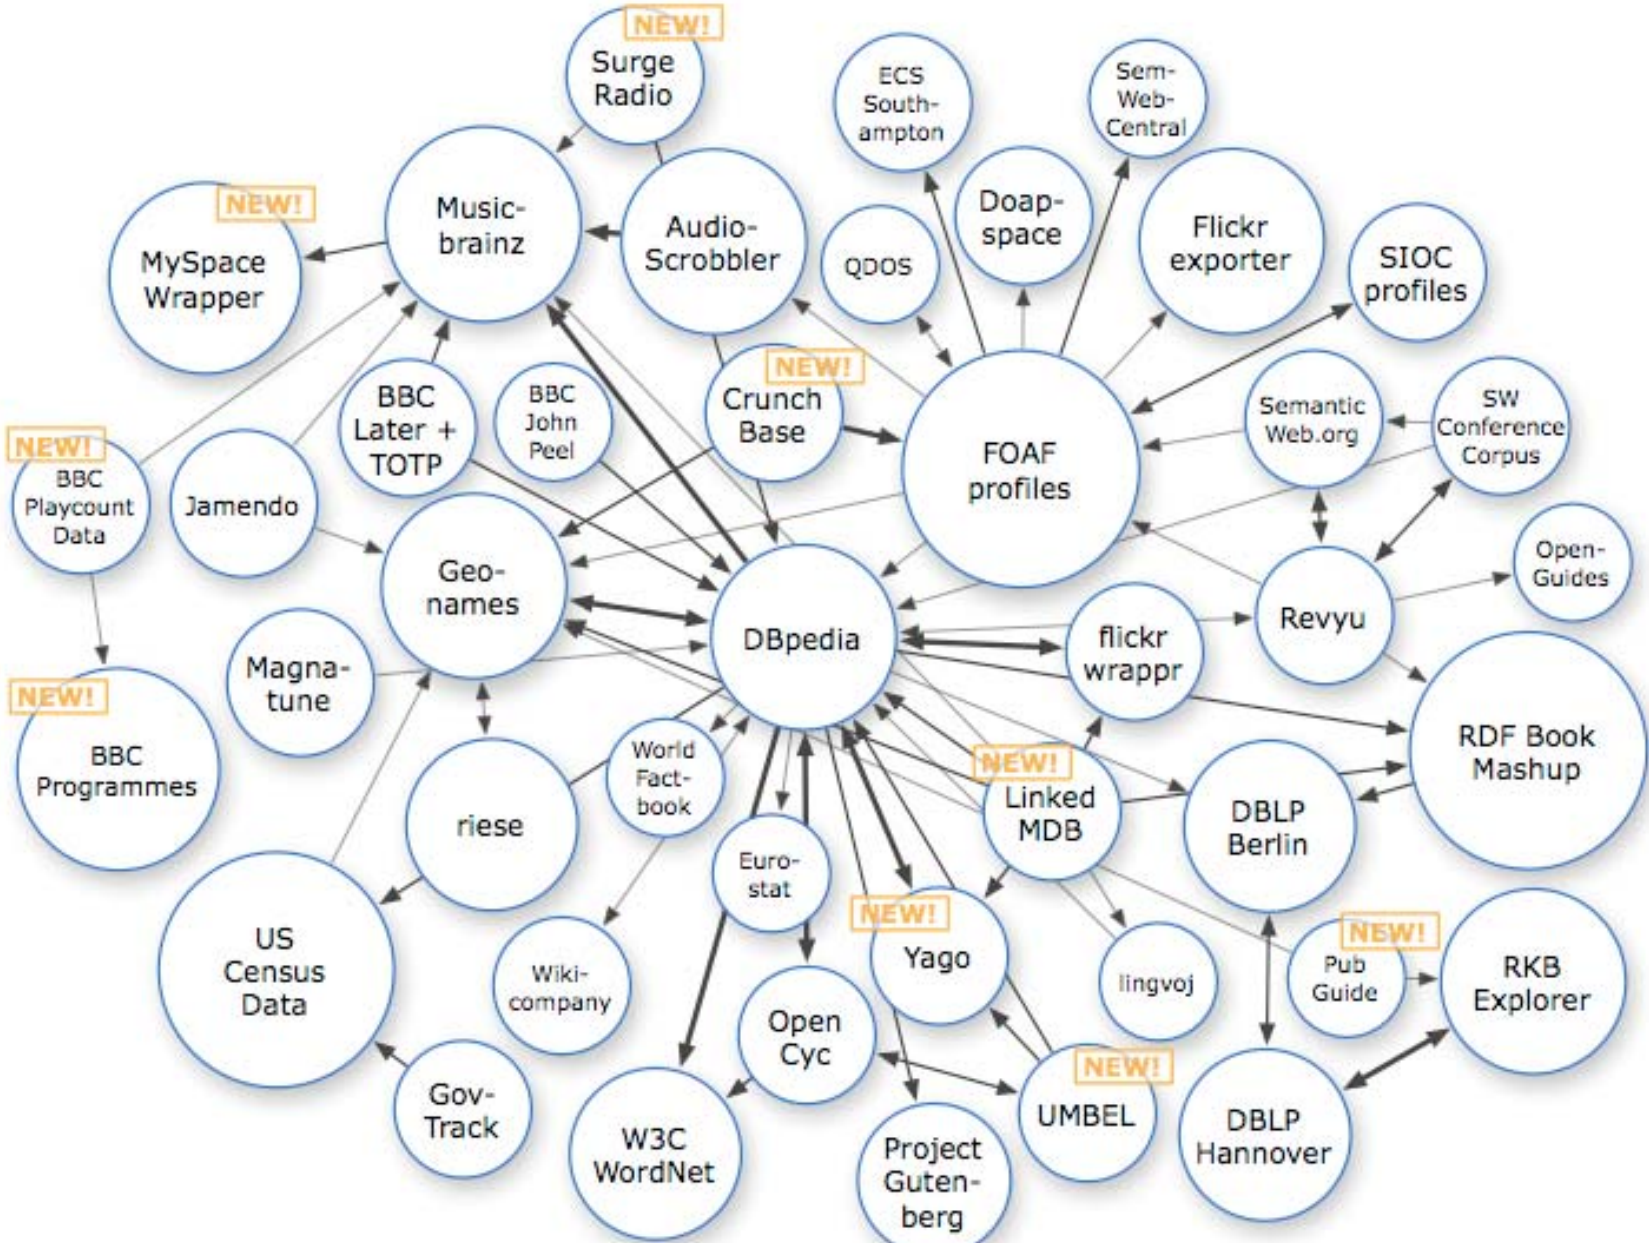 NEW!
Surge
Radio
ECS
South-
ampton
Sem-
Web-
Central
NEW!
MySpace
Wrapper
Music-
brainz
Audio-
Scrobbler
QDOS
Doap-
space
Flickr
exporter
SIOC
profiles
NEW!
BBC
Playcount
Data
Jamendo
BBC
Later +
TOTP
BBC
John
Peel
NEW!
Crunch
Base
FOAF
profiles
Semantic
Web.org
SW
Conference
Corpus
Open-
Guides
Geo-
names
DBpedia
flickr
wrappr
Revyu
Magna-
tune
NEW!
BBC
Programmes
riese
World
Fact-
book
Euro-
stat
NEW!
Linked
MDB
DBLP
Berlin
RDF Book
Mashup
US
Census
Data
Wiki-
company
NEW!
Yago
lingvoj
NEW!
Pub
Guide
RKB
Explorer
Open
Cyc
Gov-
Track
W3C
WordNet
Project
Guten-
berg
NEW!
UMBEL
DBLP
Hannover